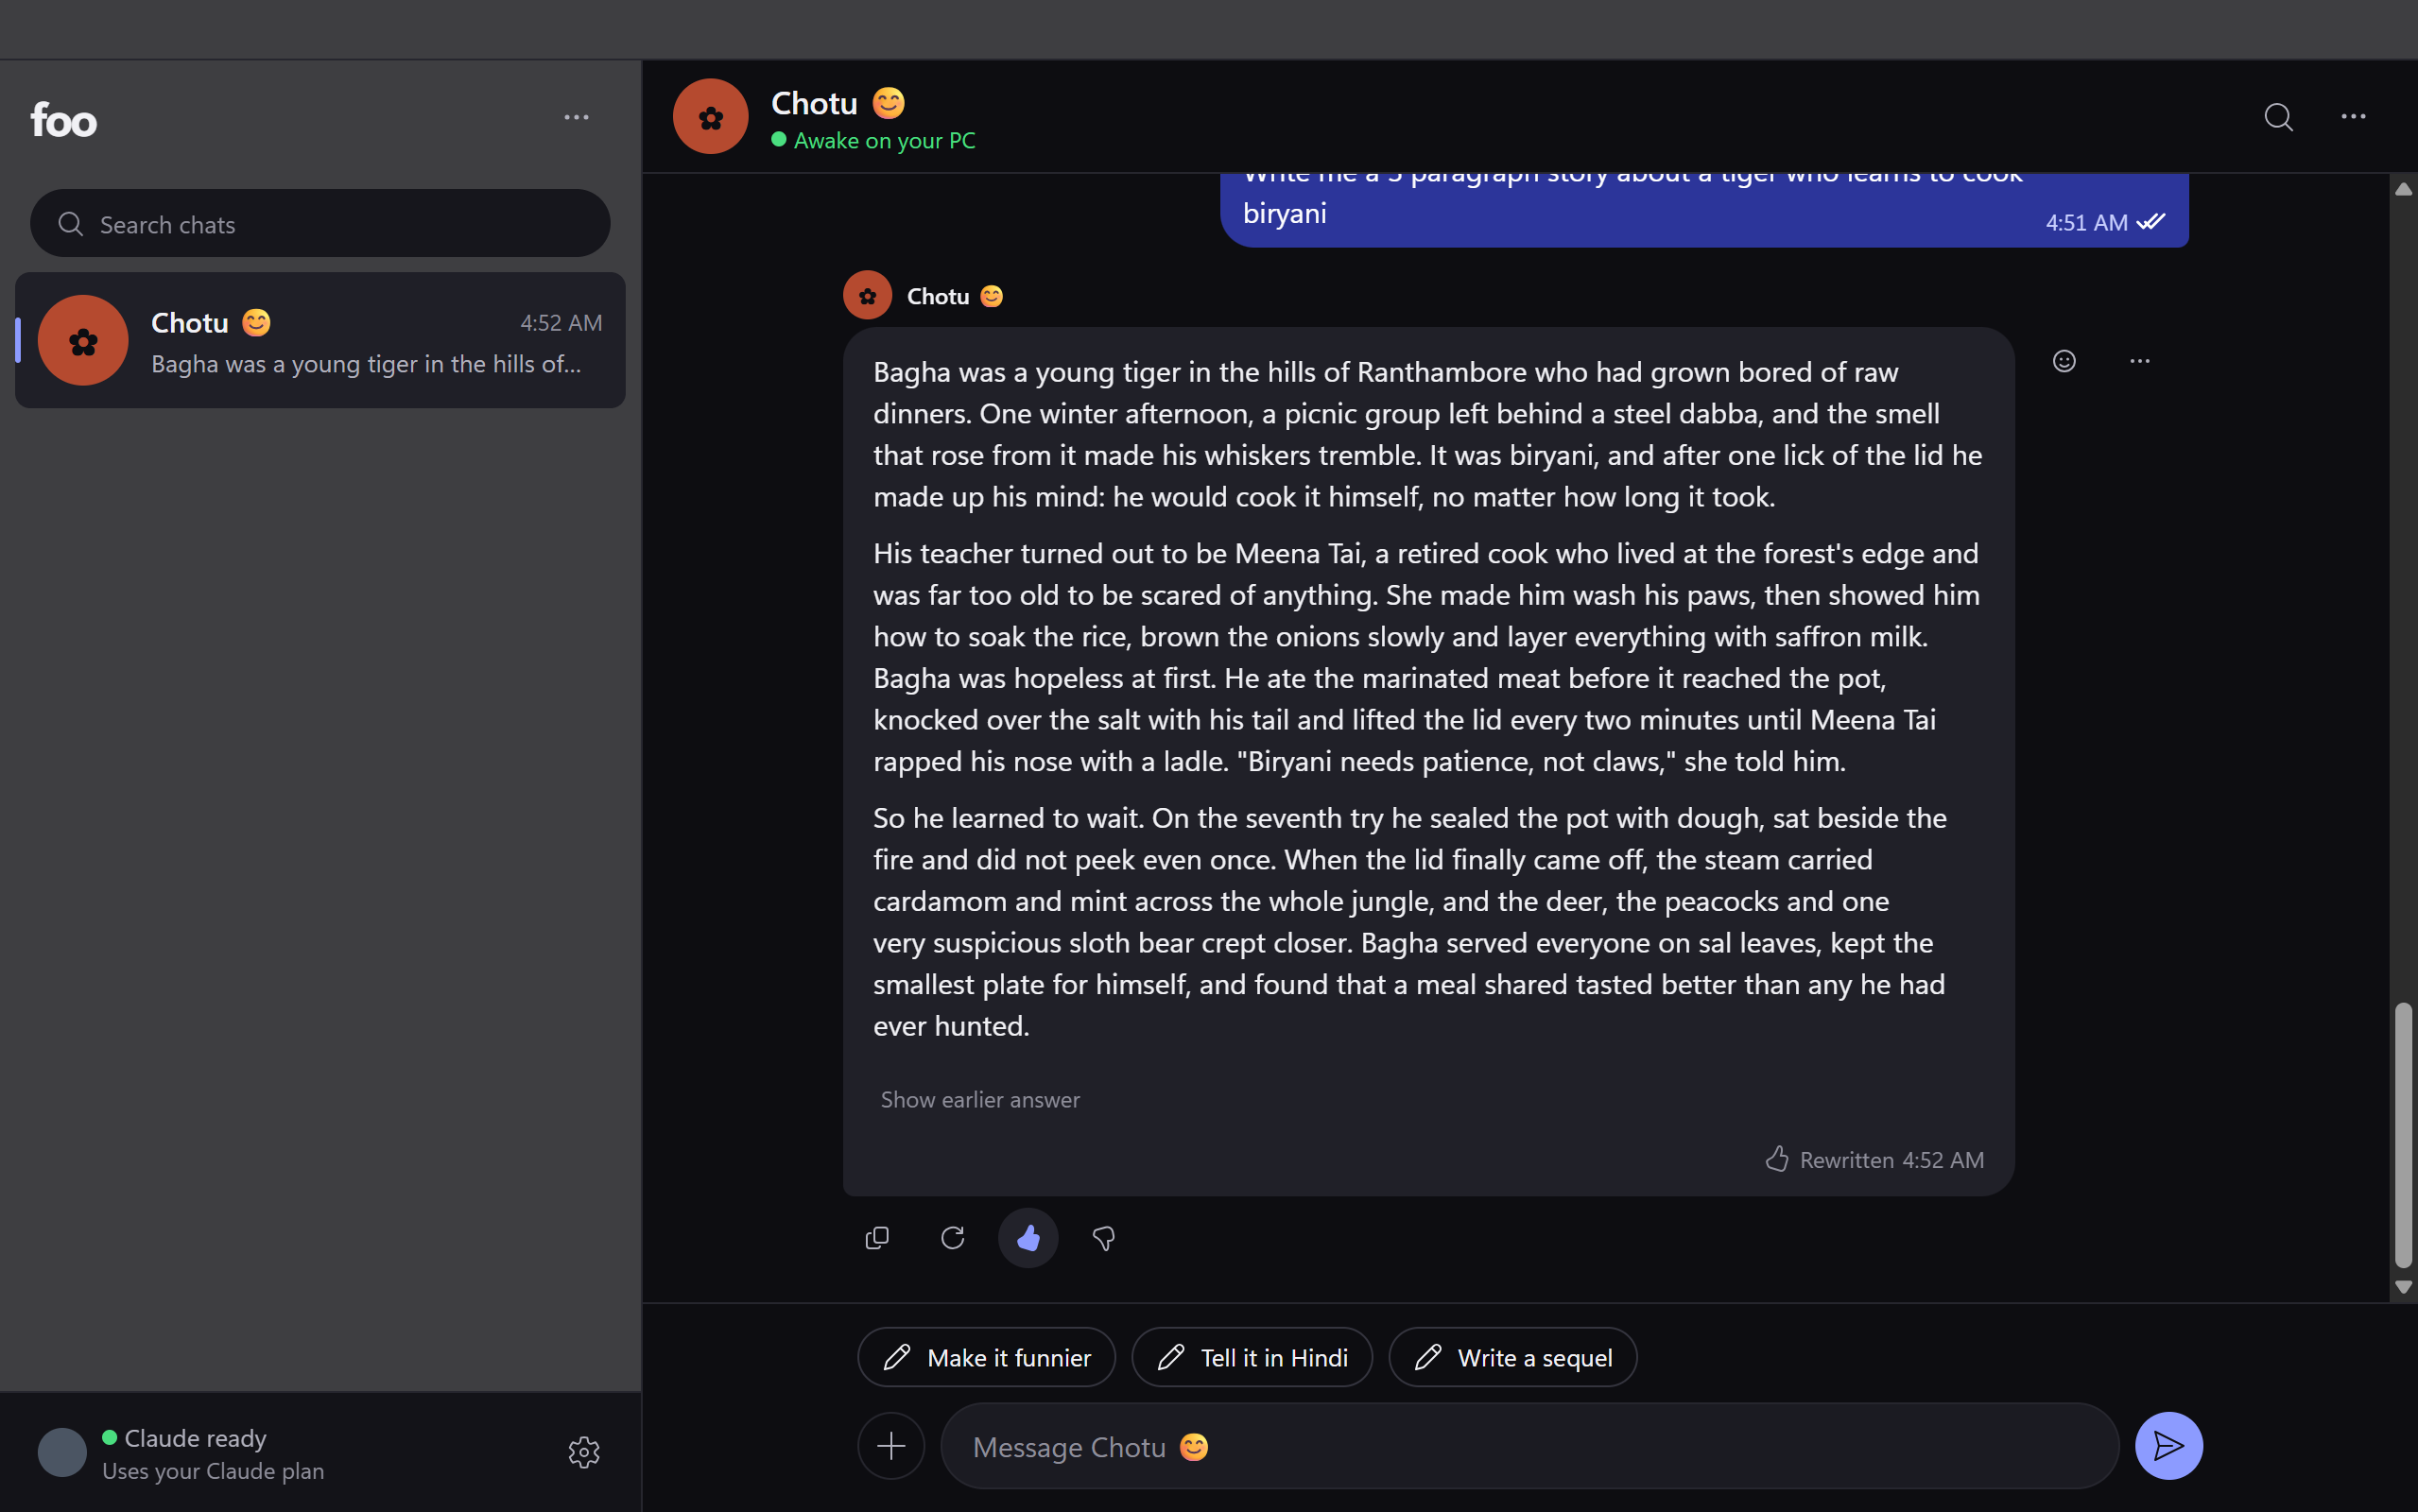 foo
Search chats
Chotu 😊
4:52 AM
Bagha was a young tiger in the hills of...
Claude ready
Uses your Claude plan
Chotu 😊
Awake on your PC
Write me a 3 paragraph story about a tiger who learns to cook
biryani
4:51 AM
Chotu 😊
Bagha was a young tiger in the hills of Ranthambore who had grown bored of raw
dinners. One winter afternoon, a picnic group left behind a steel dabba, and the smell
that rose from it made his whiskers tremble. It was biryani, and after one lick of the lid he
made up his mind: he would cook it himself, no matter how long it took.
His teacher turned out to be Meena Tai, a retired cook who lived at the forest's edge and
was far too old to be scared of anything. She made him wash his paws, then showed him
how to soak the rice, brown the onions slowly and layer everything with saffron milk.
Bagha was hopeless at first. He ate the marinated meat before it reached the pot,
knocked over the salt with his tail and lifted the lid every two minutes until Meena Tai
rapped his nose with a ladle. "Biryani needs patience, not claws," she told him.
So he learned to wait. On the seventh try he sealed the pot with dough, sat beside the
fire and did not peek even once. When the lid finally came off, the steam carried
cardamom and mint across the whole jungle, and the deer, the peacocks and one
very suspicious sloth bear crept closer. Bagha served everyone on sal leaves, kept the
smallest plate for himself, and found that a meal shared tasted better than any he had
ever hunted.
Show earlier answer
Rewritten 4:52 AM
Make it funnier
Tell it in Hindi
Write a sequel
Message Chotu 😊